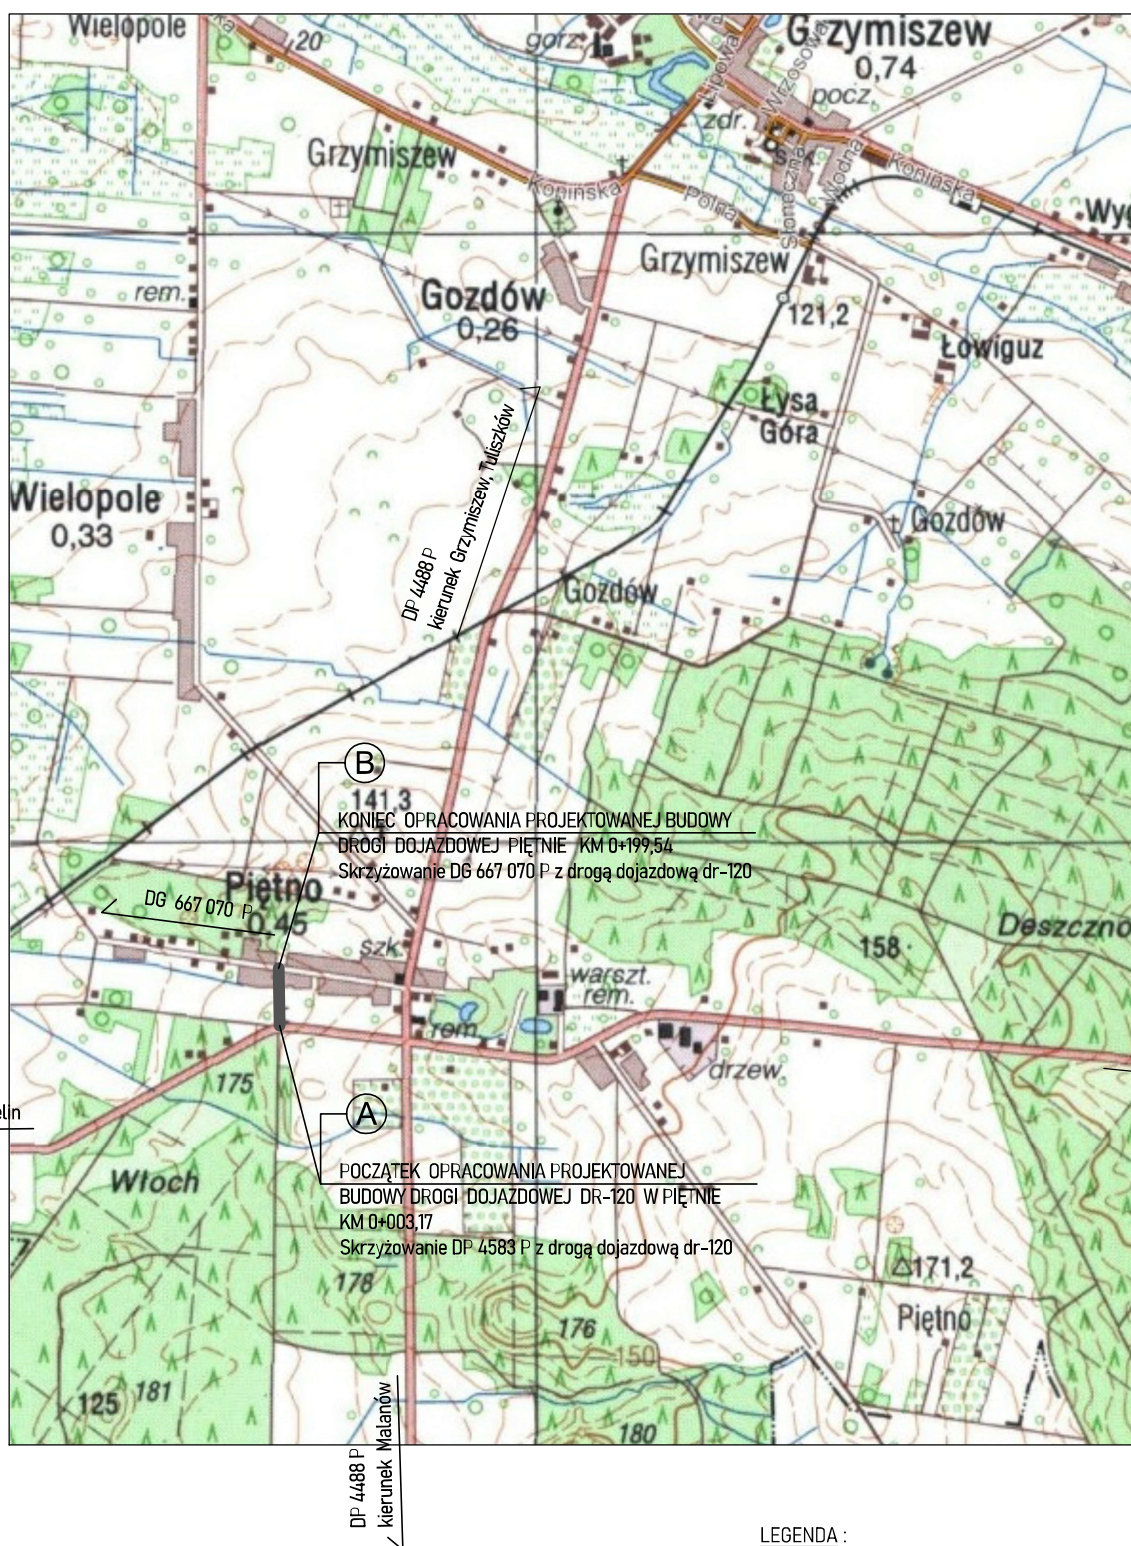 Wielopole
20
gorz.
Lipowa
Grzymiszew
0,74
Wrzosowa
pocz.
zdr.
Grzymiszew
Konińska
Polna
Słoneczna
Wodna
Konińska
Grzymiszew
rem.
Gozdów
0,26
121,2
Łowiguz
Łysa
Góra
DP 4488 P
kierunek Grzymiszew, Tuliszków
Wielopole
0,33
Gozdów
Gozdów
B
141,3
KONIEC OPRACOWANIA PROJEKTOWANEJ BUDOWY
DROGI DOJAZDOWEJ PIĘTNIE KM 0+199,54
Skrzyżowanie DG 667 070 P z drogą dojazdową dr-120
Piętno
0,45
DG 667 070 P
szk.
Deszczno
158
warszt.
rem.
rem.
drzew.
175
A
Włoch
POCZĄTEK OPRACOWANIA PROJEKTOWANEJ
BUDOWY DROGI DOJAZDOWEJ DR-120 W PIĘTNIE
KM 0+003,17
Skrzyżowanie DP 4583 P z drogą dojazdową dr-120
171,2
178
Piętno
176
150
125
181
180
DP 4488 P
kierunek Malanów
LEGENDA :